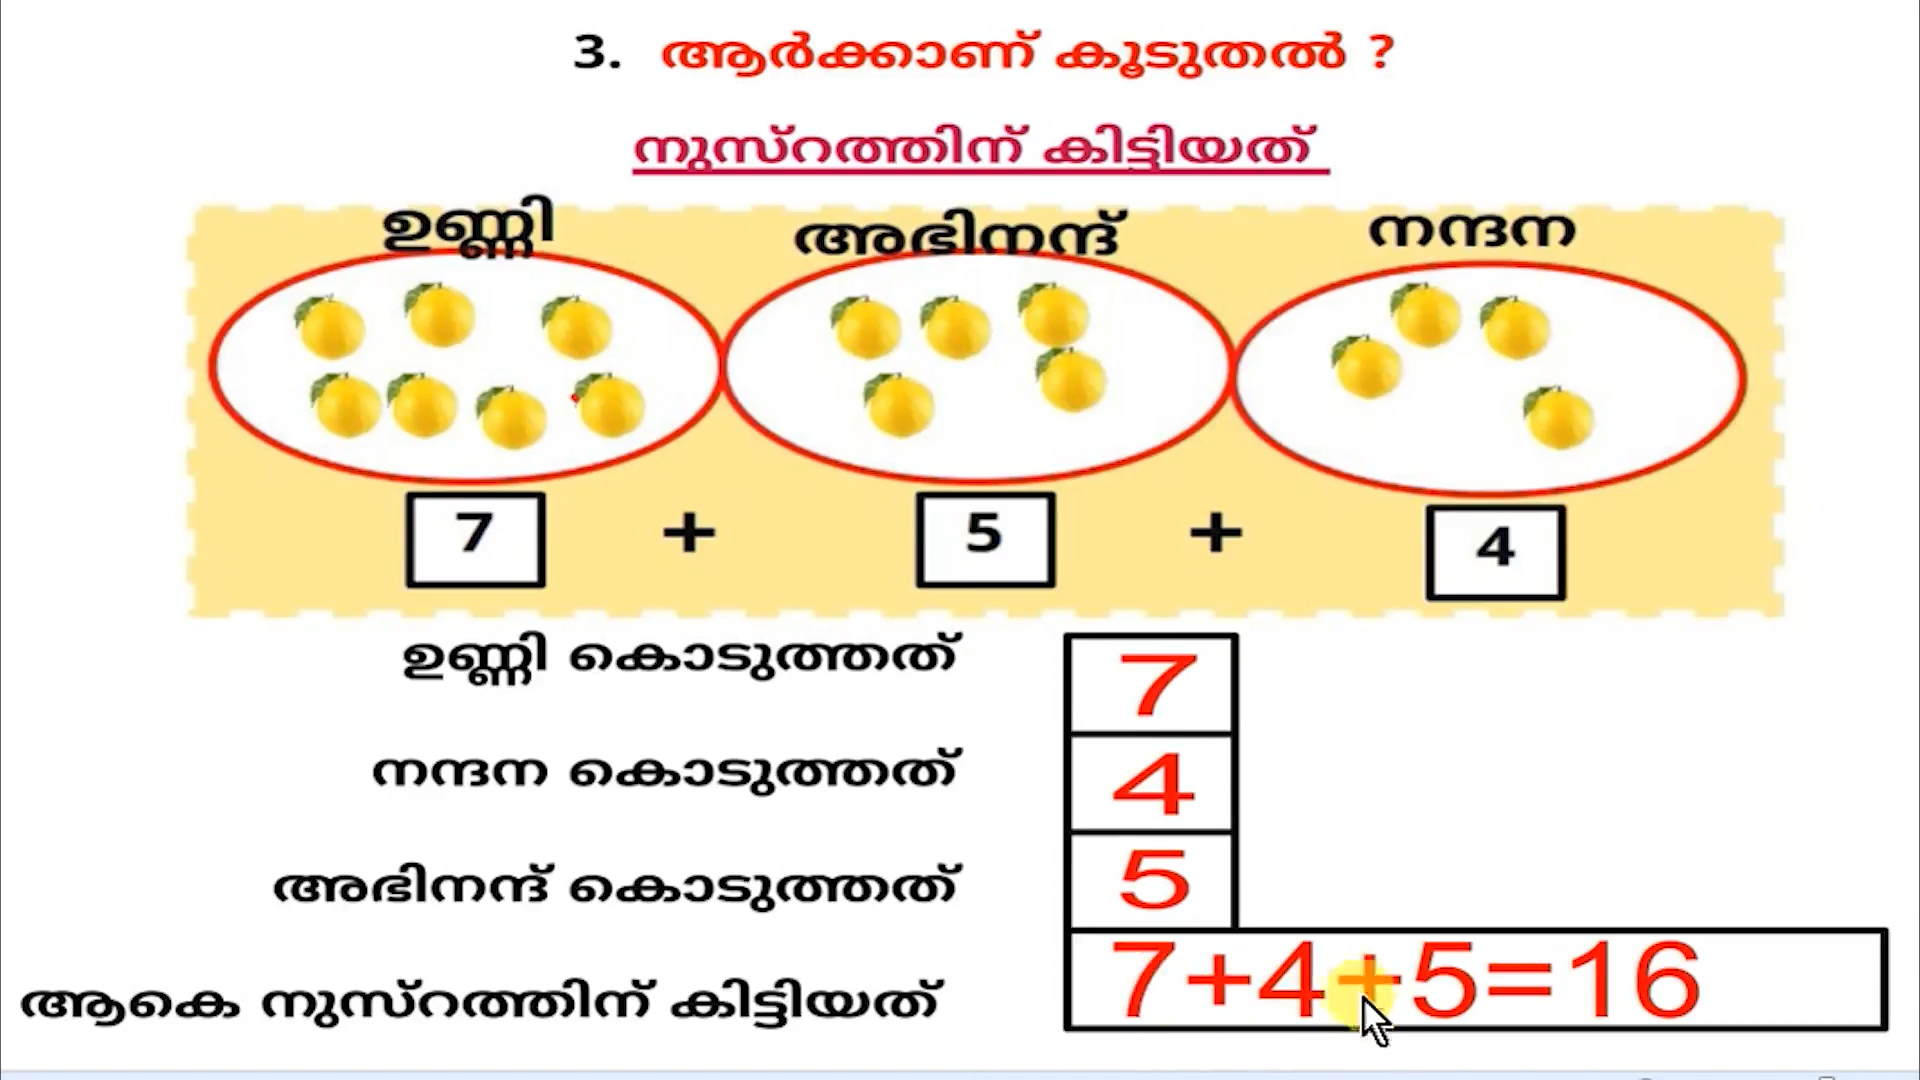 3. ആർക്കാണ് കൂടുതൽ ?
നുസ്റത്തിന് കിട്ടിയത്
ഉണ്ണി അഭിനന്ദ് നന്ദന
7 + 5 + 4
ഉണ്ണി കൊടുത്തത് 7
നന്ദന കൊടുത്തത് 4
അഭിനന്ദ് കൊടുത്തത് 5
ആകെ നുസ്റത്തിന് കിട്ടിയത് 7+4+5=16